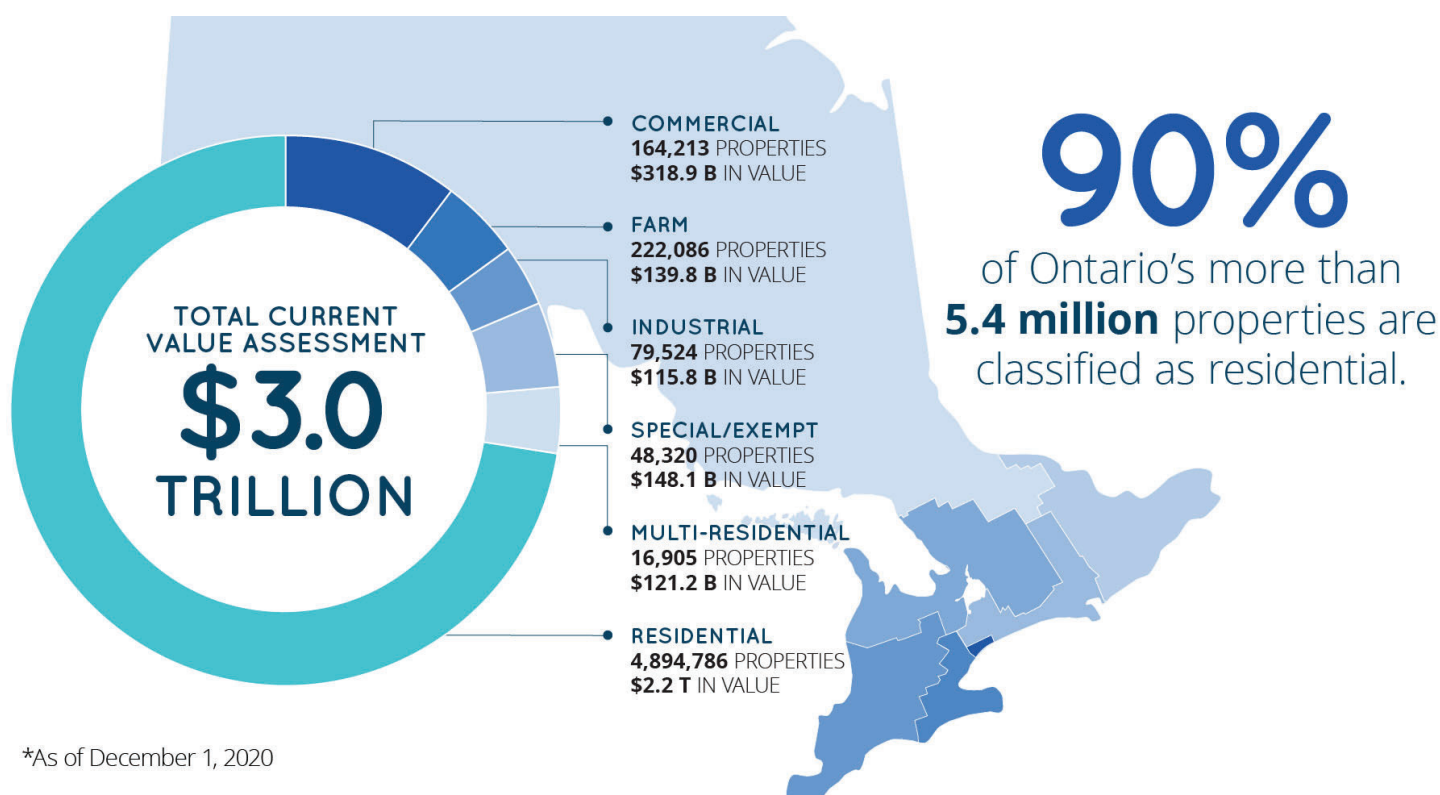 TOTAL CURRENT
VALUE ASSESSMENT
$3.0
TRILLION
COMMERCIAL
164,213 PROPERTIES
$318.9 B IN VALUE
FARM
222,086 PROPERTIES
$139.8 B IN VALUE
INDUSTRIAL
79,524 PROPERTIES
$115.8 B IN VALUE
SPECIAL/EXEMPT
48,320 PROPERTIES
$148.1 B IN VALUE
MULTI-RESIDENTIAL
16,905 PROPERTIES
$121.2 B IN VALUE
RESIDENTIAL
4,894,786 PROPERTIES
$2.2 T IN VALUE
90%
of Ontario’s more than
5.4 million properties are
classified as residential.
*As of December 1, 2020